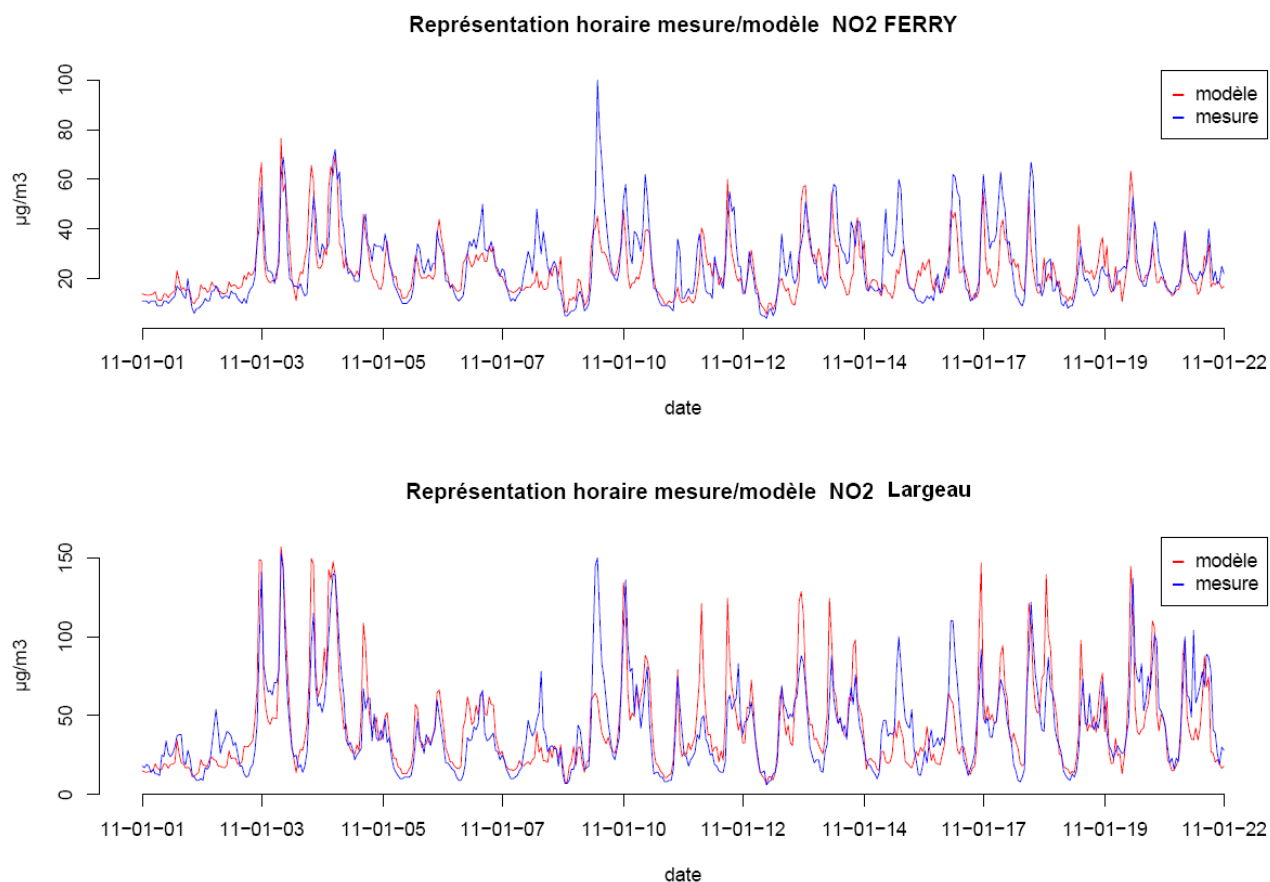 Représentation horaire mesure/modèle NO2 FERRY
100
80
60
40
20
µg/m3
modèle
mesure
11-01-01 11-01-03 11-01-05 11-01-07 11-01-10 11-01-12 11-01-14 11-01-17 11-01-19 11-01-22
date
Représentation horaire mesure/modèle NO2 Largeau
150
100
50
0
µg/m3
modèle
mesure
11-01-01 11-01-03 11-01-05 11-01-07 11-01-10 11-01-12 11-01-14 11-01-17 11-01-19 11-01-22
date